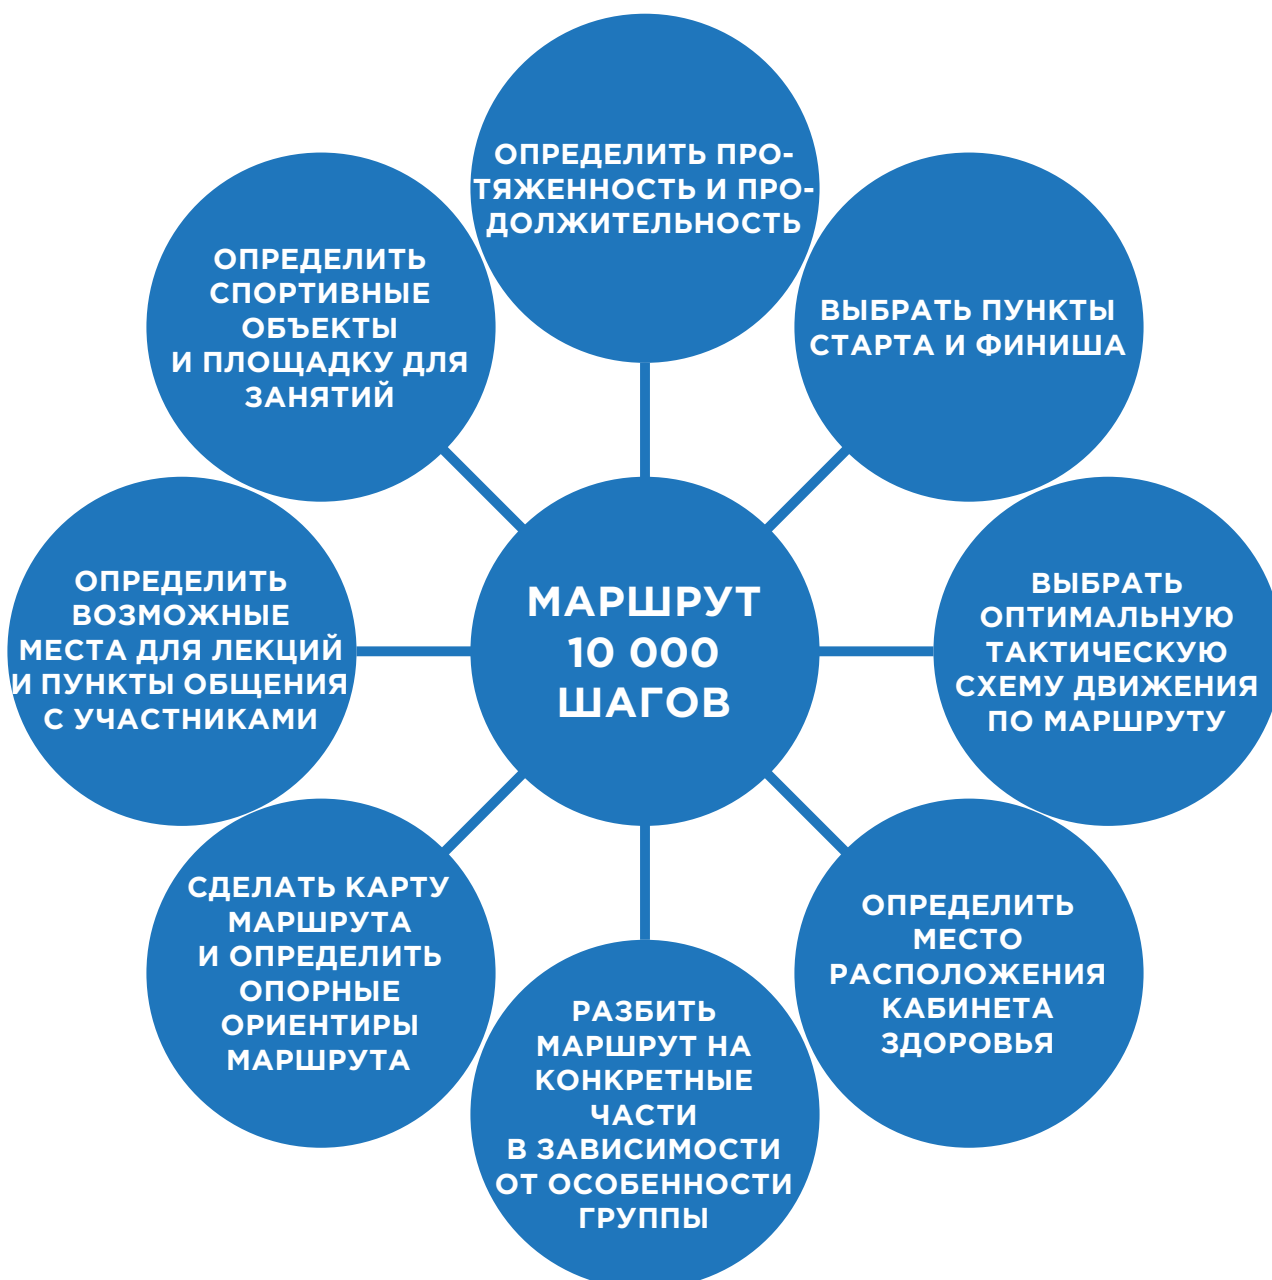 ОПРЕДЕЛИТЬ ПРО-
ТЯЖЕННОСТЬ И ПРО-
ДОЛЖИТЕЛЬНОСТЬ
ВЫБРАТЬ ПУНКТЫ
СТАРТА И ФИНИША
ВЫБРАТЬ
ОПТИМАЛЬНУЮ
ТАКТИЧЕСКУЮ
СХЕМУ ДВИЖЕНИЯ
ПО МАРШРУТУ
ОПРЕДЕЛИТЬ
МЕСТО
РАСПОЛОЖЕНИЯ
КАБИНЕТА
ЗДОРОВЬЯ
РАЗБИТЬ
МАРШРУТ НА
КОНКРЕТНЫЕ
ЧАСТИ
В ЗАВИСИМОСТИ
ОТ ОСОБЕННОСТИ
ГРУППЫ
СДЕЛАТЬ КАРТУ
МАРШРУТА
И ОПРЕДЕЛИТЬ
ОПОРНЫЕ
ОРИЕНТИРЫ
МАРШРУТА
ОПРЕДЕЛИТЬ
ВОЗМОЖНЫЕ
МЕСТА ДЛЯ ЛЕКЦИЙ
И ПУНКТЫ ОБЩЕНИЯ
С УЧАСТНИКАМИ
ОПРЕДЕЛИТЬ
СПОРТИВНЫЕ
ОБЪЕКТЫ
И ПЛОЩАДКУ ДЛЯ
ЗАНЯТИЙ
МАРШРУТ
10 000
ШАГОВ